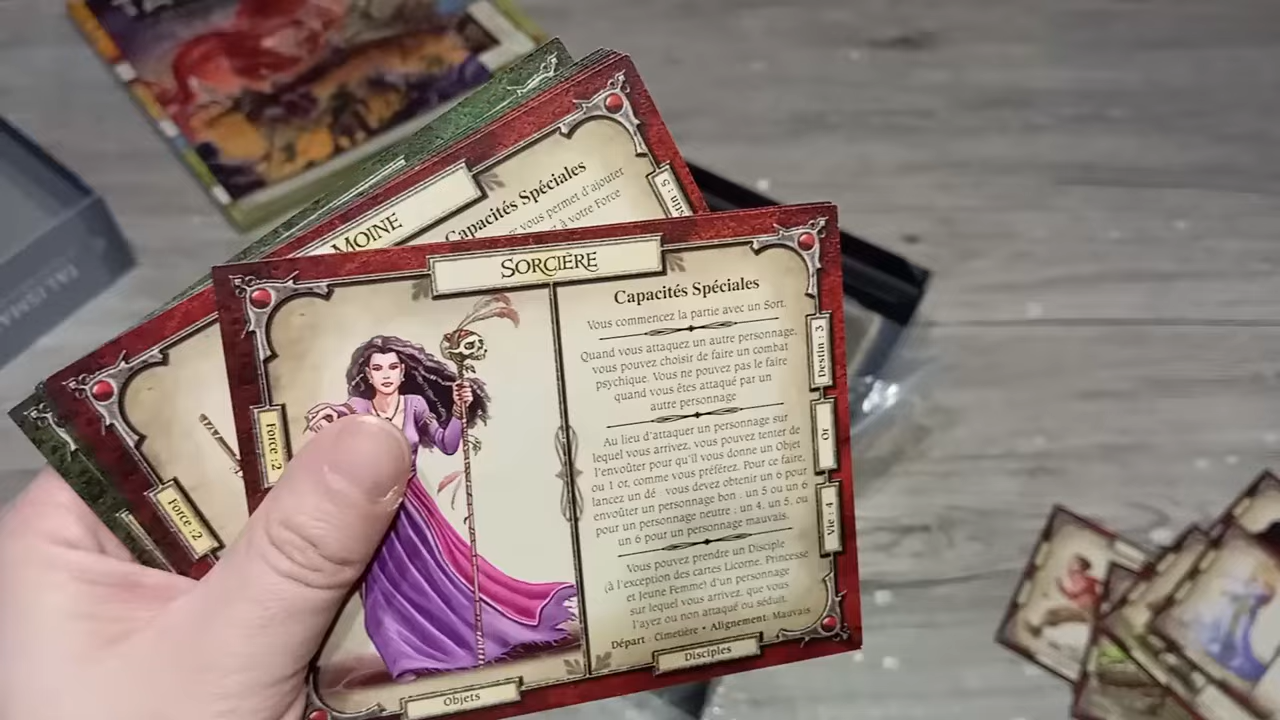 TALISMA
MOINE
Capacités Spéciales
vous permet d'ajouter
à votre Force
Force :2
SORCIÈRE
Force :2
Capacités Spéciales
Vous commencez la partie avec un Sort.
Quand vous attaquez un autre personnage,
vous pouvez choisir de faire un combat
psychique. Vous ne pouvez pas le faire
quand vous êtes attaqué par un
autre personnage
Au lieu d'attaquer un personnage sur
lequel vous arrivez, vous pouvez tenter de
l'envoûter pour qu'il vous donne un Objet
ou 1 or, comme vous préférez. Pour ce faire,
lancez un dé : vous devez obtenir un 6 pour
envoûter un personnage bon ; un 5 ou un 6
pour un personnage neutre ; un 4, un 5, ou
un 6 pour un personnage mauvais.
Vous pouvez prendre un Disciple
(à l'exception des cartes Licorne, Princesse
et Jeune Femme) d'un personnage
sur lequel vous arrivez, que vous
l'ayez ou non attaqué ou séduit.
Départ : Cimetière • Alignement: Mauvais
Destin : 3
Or
Vie : 4
Objets
Disciples